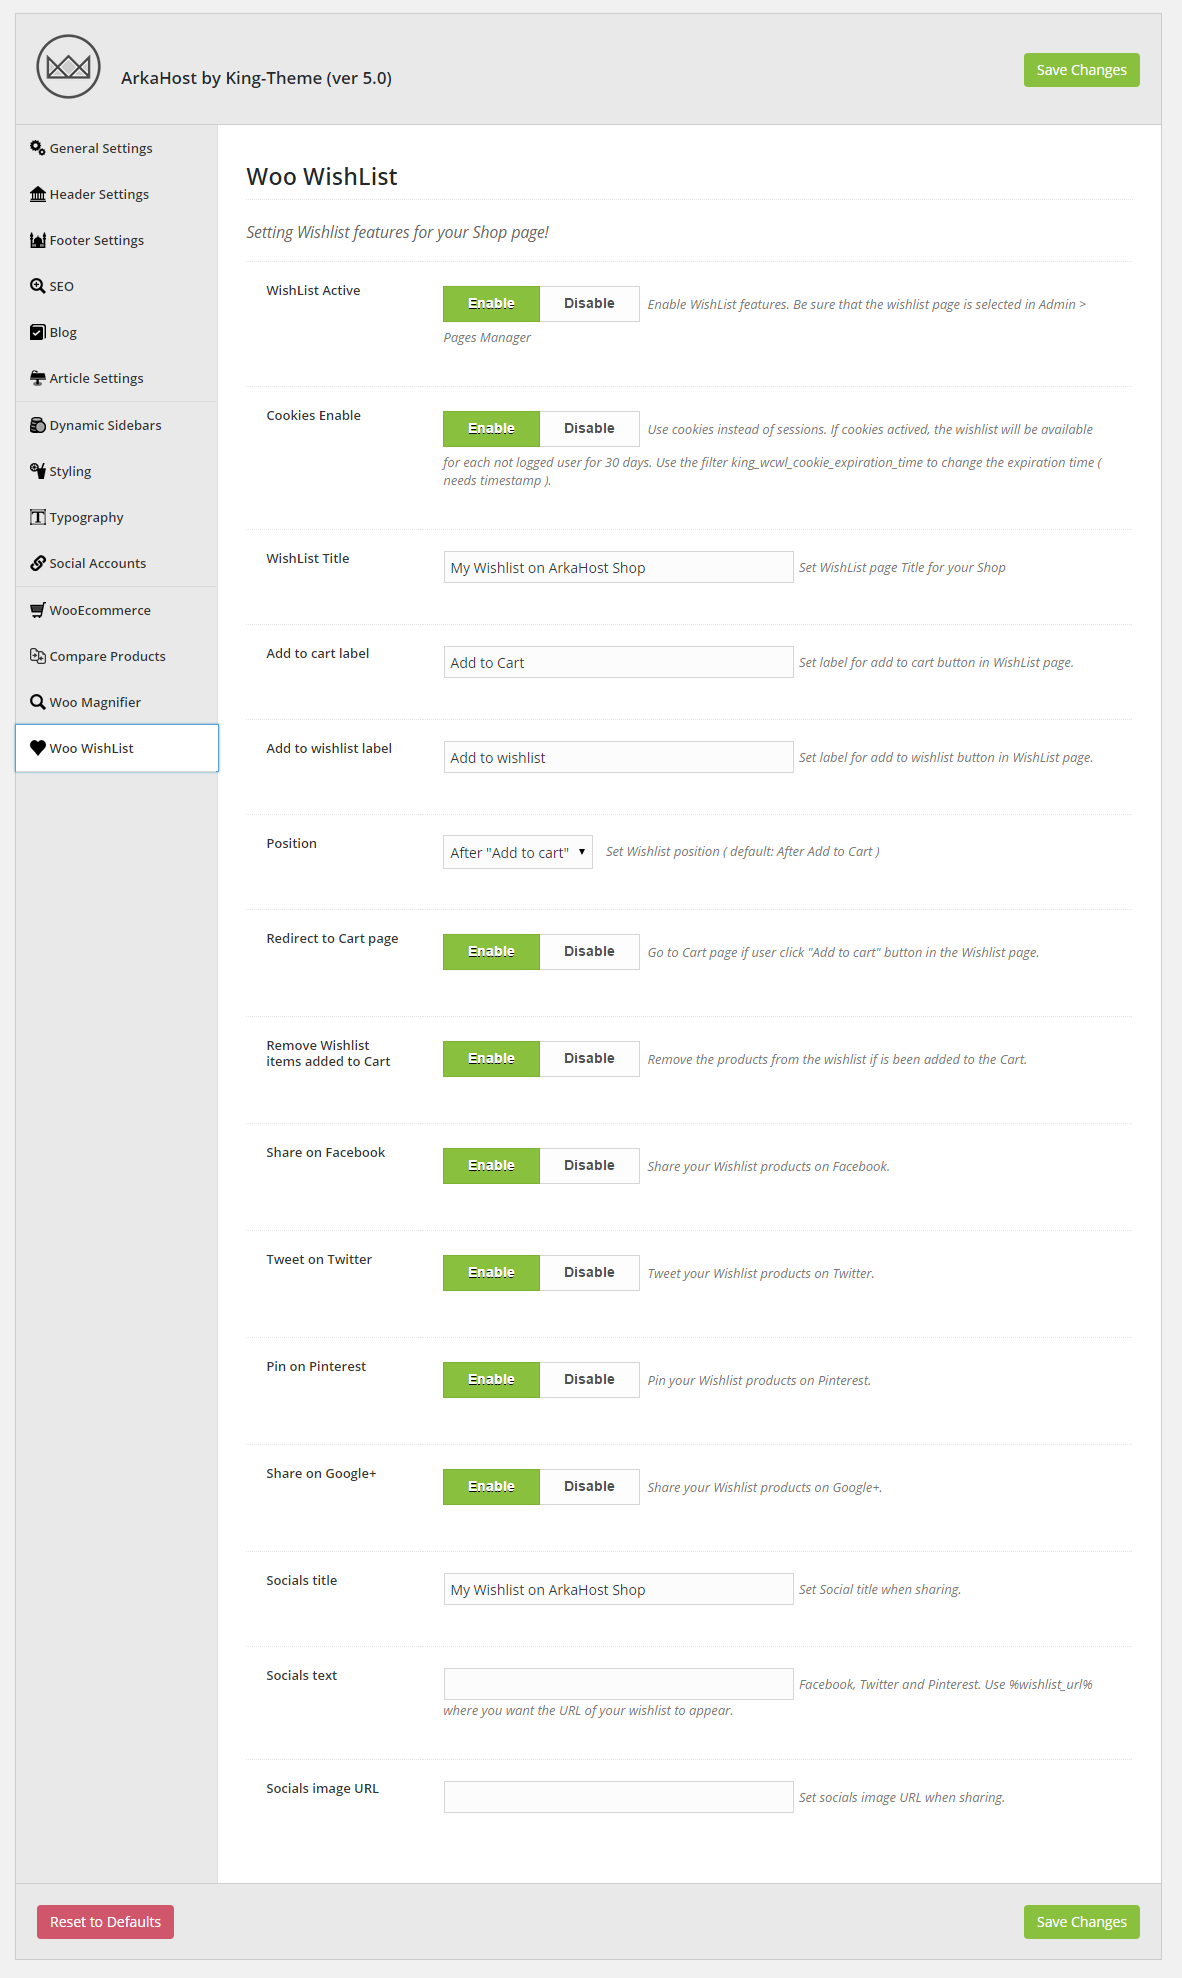 ArkaHost by King-Theme (ver 5.0)
Save Changes
General Settings
Header Settings
Footer Settings
SEO
Blog
Article Settings
Dynamic Sidebars
Styling
Typography
Social Accounts
WooEcommerce
Compare Products
Woo Magnifier
Woo WishList
Woo WishList
Setting Wishlist features for your Shop page!
WishList Active
Enable Disable Enable WishList features. Be sure that the wishlist page is selected in Admin >
Pages Manager
Cookies Enable
Enable Disable Use cookies instead of sessions. If cookies actived, the wishlist will be available
for each not logged user for 30 days. Use the filter king_wcwl_cookie_expiration_time to change the expiration time (
needs timestamp ).
WishList Title
My Wishlist on ArkaHost Shop Set WishList page Title for your Shop
Add to cart label
Add to Cart Set label for add to cart button in WishList page.
Add to wishlist label
Add to wishlist Set label for add to wishlist button in WishList page.
Position
After "Add to cart" Set Wishlist position ( default: After Add to Cart )
Redirect to Cart page
Enable Disable Go to Cart page if user click "Add to cart" button in the Wishlist page.
Remove Wishlist
items added to Cart
Enable Disable Remove the products from the wishlist if is been added to the Cart.
Share on Facebook
Enable Disable Share your Wishlist products on Facebook.
Tweet on Twitter
Enable Disable Tweet your Wishlist products on Twitter.
Pin on Pinterest
Enable Disable Pin your Wishlist products on Pinterest.
Share on Google+
Enable Disable Share your Wishlist products on Google+.
Socials title
My Wishlist on ArkaHost Shop Set Social title when sharing.
Socials text
Facebook, Twitter and Pinterest. Use %wishlist_url%
where you want the URL of your wishlist to appear.
Socials image URL
Set socials image URL when sharing.
Reset to Defaults
Save Changes